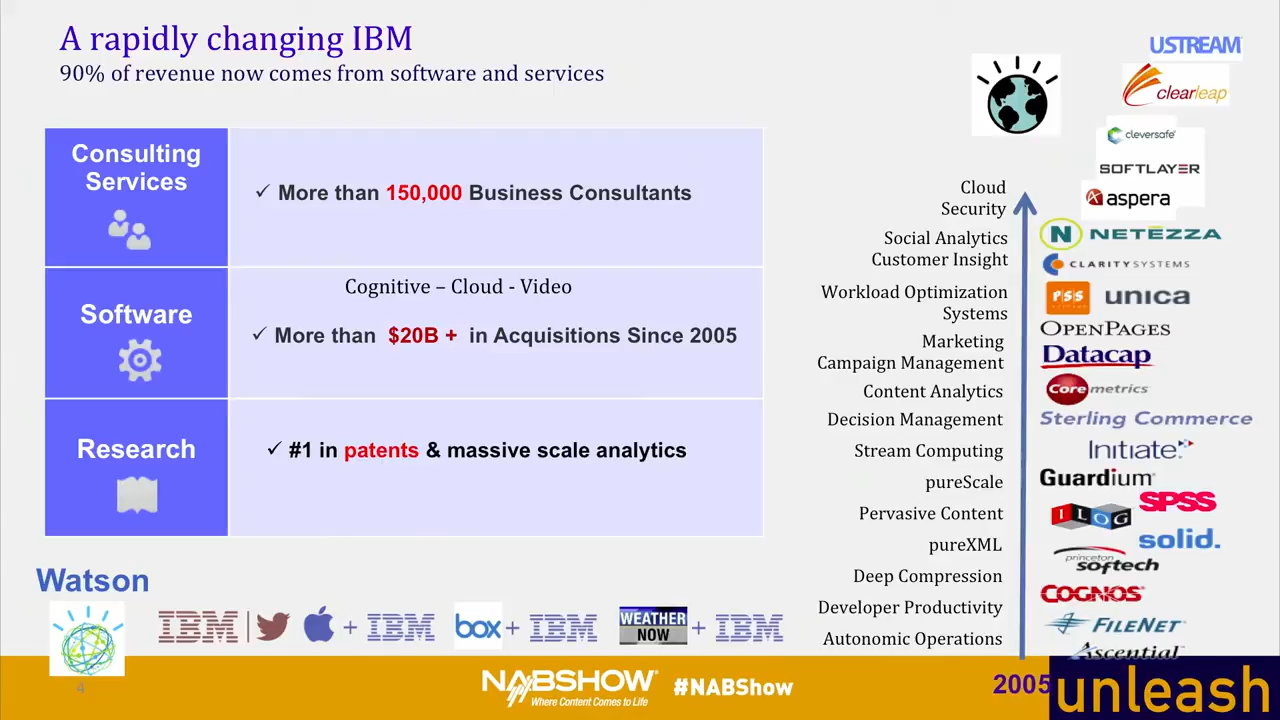 A rapidly changing IBM
90% of revenue now comes from software and services
Consulting
Services
✓ More than 150,000 Business Consultants
Software
Cognitive – Cloud - Video
✓ More than $20B + in Acquisitions Since 2005
Research
✓ #1 in patents & massive scale analytics
Watson
IBM
+ IBM
box + IBM
WEATHER
NOW
+ IBM
4
Cloud
Security
Social Analytics
Customer Insight
Workload Optimization
Systems
Marketing
Campaign Management
Content Analytics
Decision Management
Stream Computing
pureScale
Pervasive Content
pureXML
Deep Compression
Developer Productivity
Autonomic Operations
2005
USTREAM
clearleap
cleversafe
SOFTLAYER
aspera
N NETEZZA
CLARITY SYSTEMS
PSS
unica
OPENPAGES
Datacap
Coremetrics
Sterling Commerce
Initiate
Guardium
SPSS
ILOG
solid.
princeton
softech
COGNOS
FILENET
Ascential
NABSHOW
Where Content Comes to Life
#NABShow
unleash